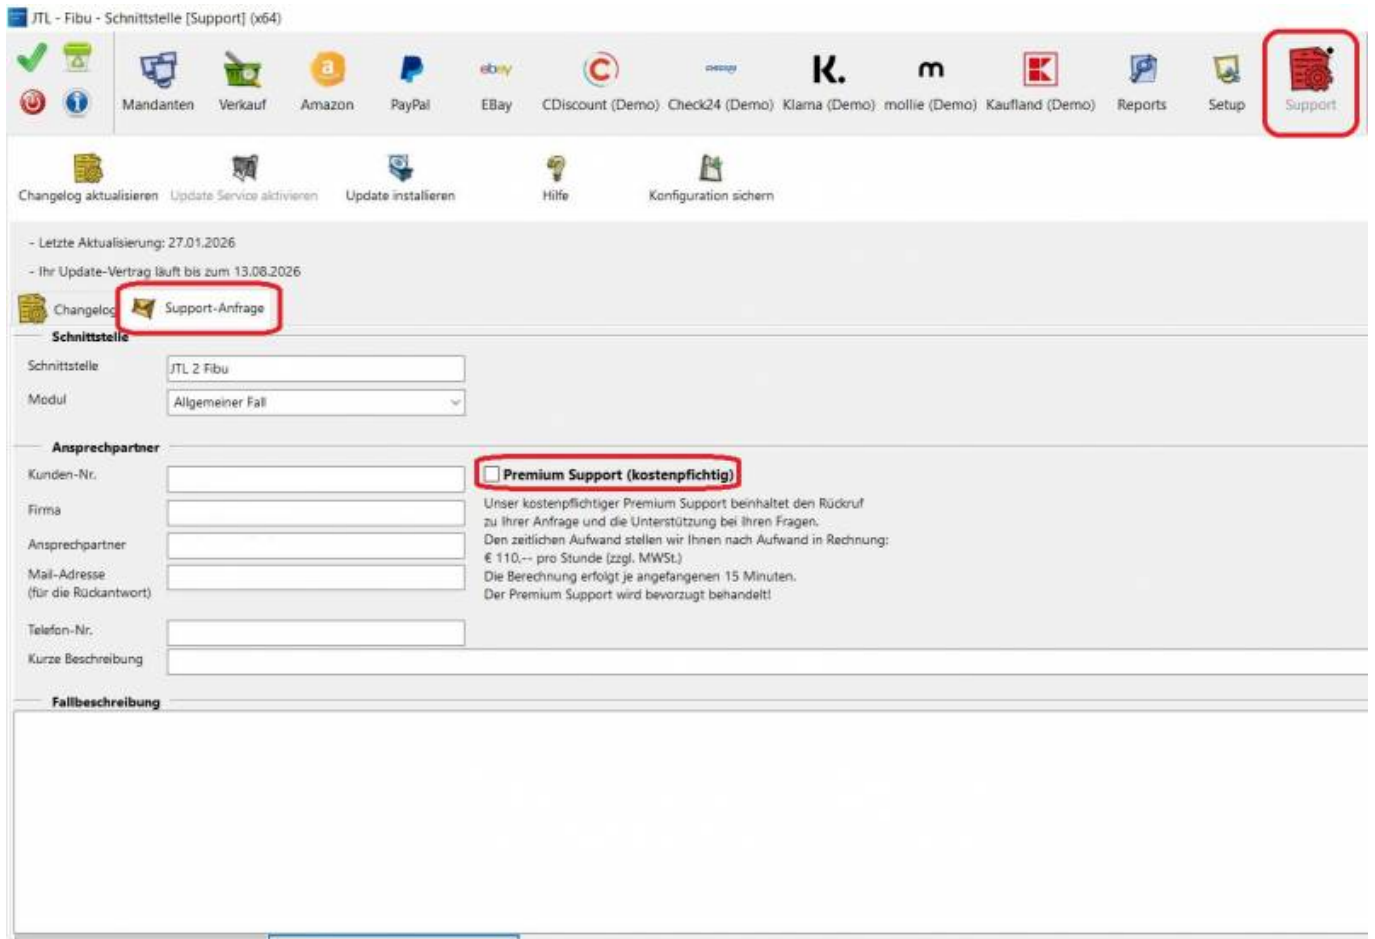 JTL - Fibu - Schnittstelle [Support] (x64)
a ebay C K. m K
Mandanten Verkauf Amazon PayPal EBay CDiscount (Demo) Check24 (Demo) Klarna (Demo) mollie (Demo) Kaufland (Demo) Reports Setup Support
Changelog aktualisieren Update Service aktivieren Update installieren Hilfe Konfiguration sichern
- Letzte Aktualisierung: 27.01.2026
- Ihr Update-Vertrag läuft bis zum 13.08.2026
Changelog Support-Anfrage
Schnittstelle
Schnittstelle JTL 2 Fibu
Modul Allgemeiner Fall
Ansprechpartner
Kunden-Nr. Premium Support (kostenpfichtig)
Unser kostenpflichtiger Premium Support beinhaltet den Rückruf
Firma
zu Ihrer Anfrage und die Unterstützung bei Ihren Fragen.
Ansprechpartner Den zeitlichen Aufwand stellen wir Ihnen nach Aufwand in Rechnung:
€ 110,-- pro Stunde (zzgl. MWSt.)
Mail-Adresse Die Berechnung erfolgt je angefangenen 15 Minuten.
(für die Rückantwort) Der Premium Support wird bevorzugt behandelt!
Telefon-Nr.
Kurze Beschreibung
Fallbeschreibung